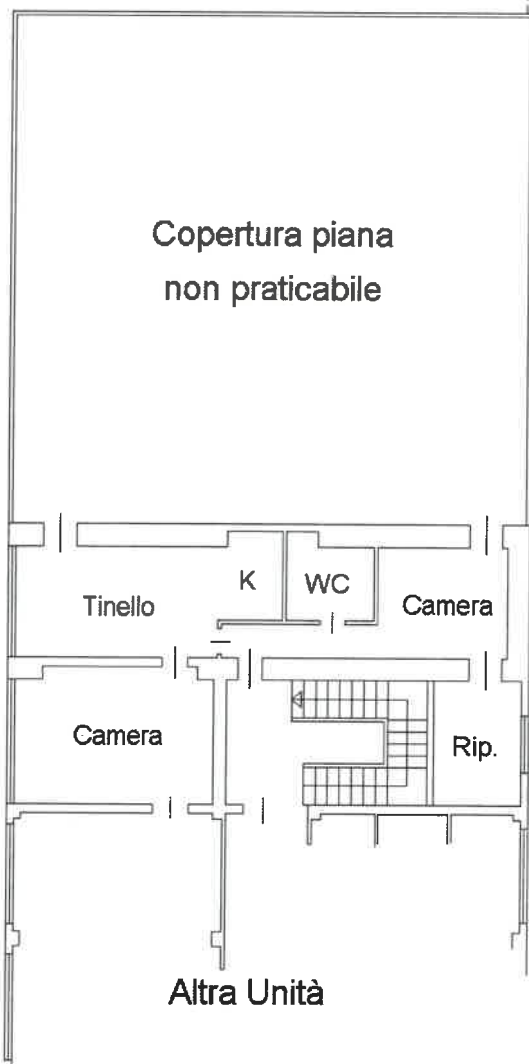 Copertura piana
non praticabile
K
WC
Tinello
Camera
Camera
Rip.
Altra Unità